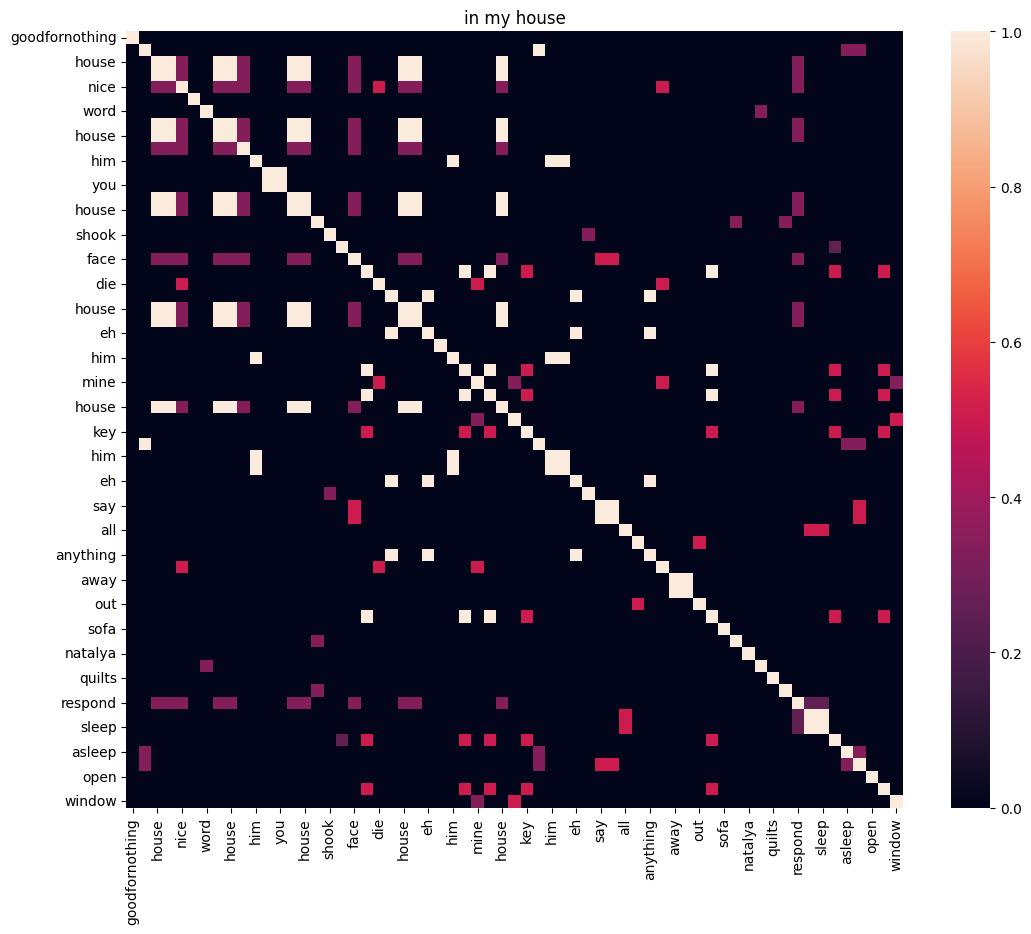 in my house
goodfornothing
house
nice
word
house
him
you
house
shook
face
die
house
eh
him
mine
house
key
him
eh
say
all
anything
away
out
sofa
natalya
quilts
respond
sleep
asleep
open
window
1.0
0.8
0.6
0.4
0.2
0.0
goodfornothing
house
nice
word
house
him
you
house
shook
face
die
house
eh
him
mine
house
key
him
eh
say
all
anything
away
out
sofa
natalya
quilts
respond
sleep
asleep
open
window